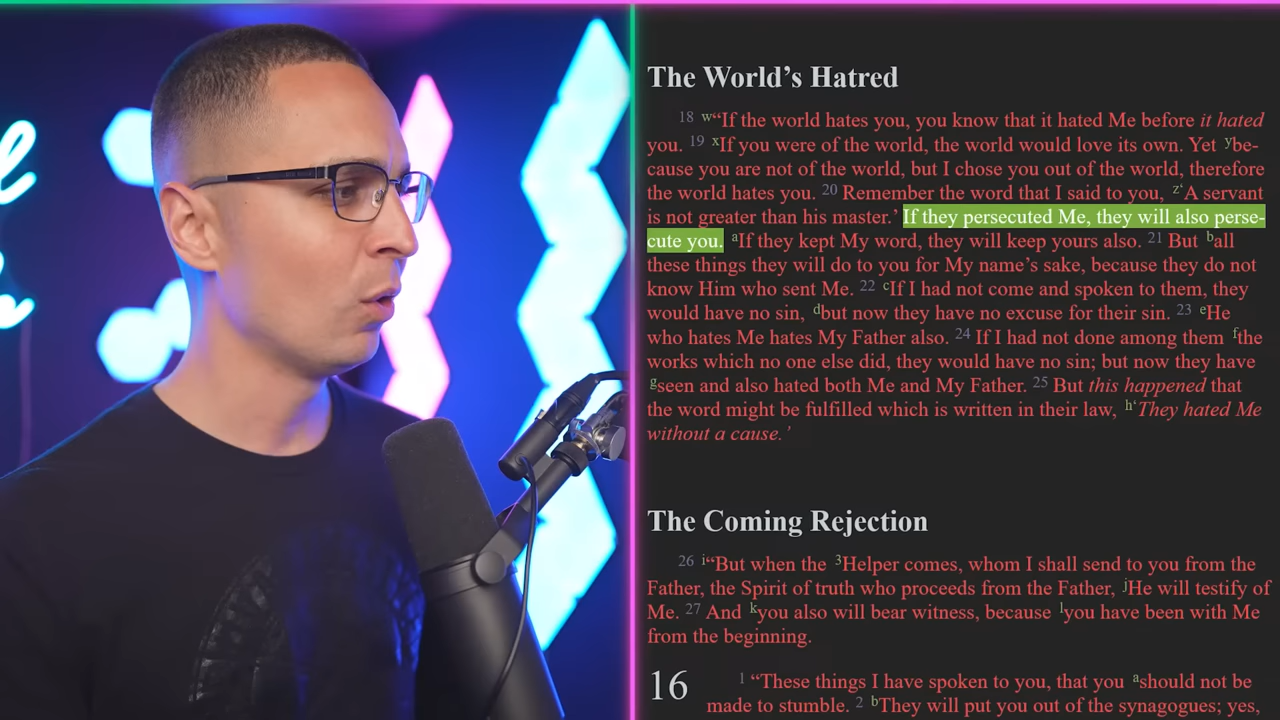 The World’s Hatred
18 w“If the world hates you, you know that it hated Me before it hated
you. 19 xIf you were of the world, the world would love its own. Yet ybe-
cause you are not of the world, but I chose you out of the world, therefore
the world hates you. 20 Remember the word that I said to you, z‘A servant
is not greater than his master.’ If they persecuted Me, they will also perse-
cute you. aIf they kept My word, they will keep yours also. 21 But ball
these things they will do to you for My name’s sake, because they do not
know Him who sent Me. 22 cIf I had not come and spoken to them, they
would have no sin, dbut now they have no excuse for their sin. 23 eHe
who hates Me hates My Father also. 24 If I had not done among them fthe
works which no one else did, they would have no sin; but now they have
gseen and also hated both Me and My Father. 25 But this happened that
the word might be fulfilled which is written in their law, h‘They hated Me
without a cause.’
The Coming Rejection
26 i“But when the 3Helper comes, whom I shall send to you from the
Father, the Spirit of truth who proceeds from the Father, jHe will testify of
Me. 27 And kyou also will bear witness, because lyou have been with Me
from the beginning.
16 1 “These things I have spoken to you, that you ashould not be
made to stumble. 2 bThey will put you out of the synagogues; yes,